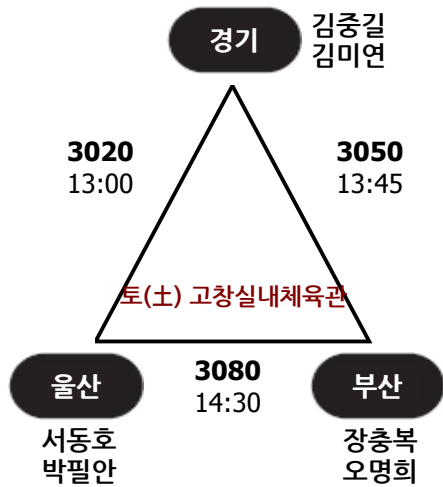 경기
김중길
김미연
3020
13:00
3050
13:45
토(土) 고창실내체육관
울산
3080
14:30
부산
서동호
박필안
장충복
오명희